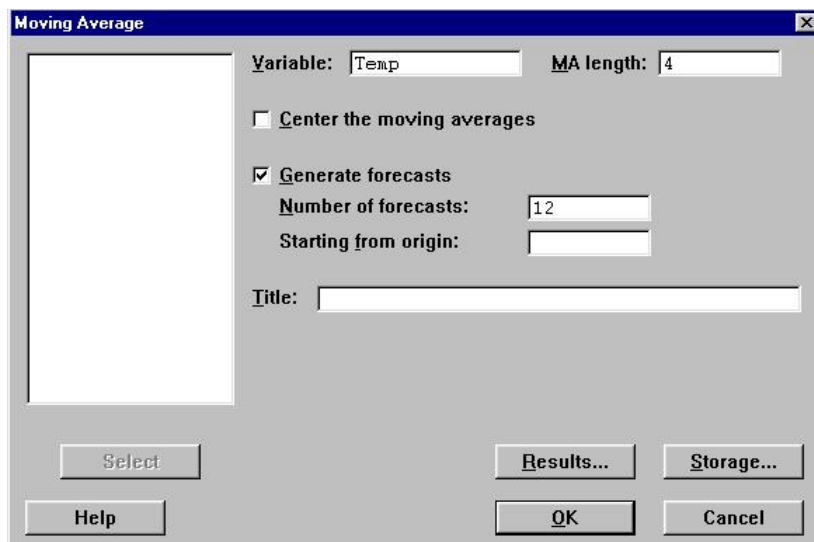 Moving Average
Variable: Temp MA length: 4
Center the moving averages
Generate forecasts
Number of forecasts: 12
Starting from origin:
Title:
Select Results... Storage...
Help OK Cancel